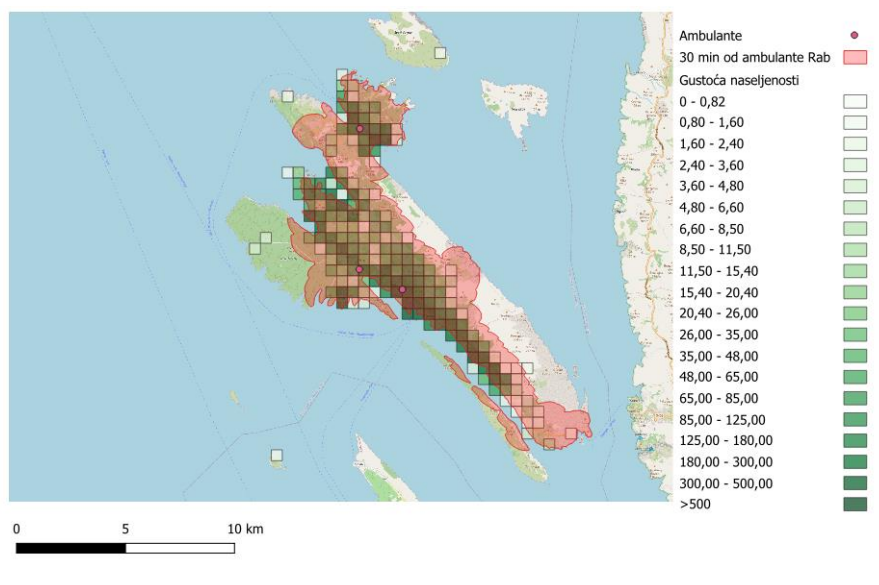 Ambulante
30 min od ambulante Rab
Gustoća naseljenosti
0 - 0,82
0,80 - 1,60
1,60 - 2,40
2,40 - 3,60
3,60 - 4,80
4,80 - 6,60
6,60 - 8,50
8,50 - 11,50
11,50 - 15,40
15,40 - 20,40
20,40 - 26,00
26,00 - 35,00
35,00 - 48,00
48,00 - 65,00
65,00 - 85,00
85,00 - 125,00
125,00 - 180,00
180,00 - 300,00
300,00 - 500,00
>500
0 5 10 km